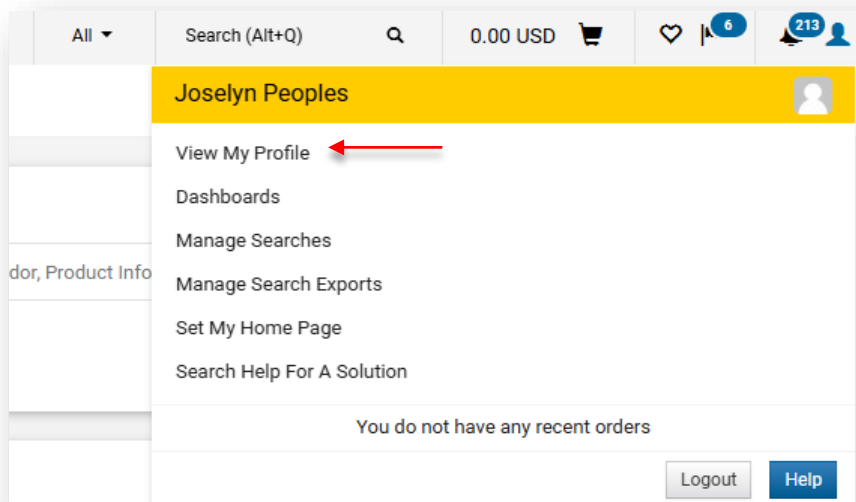 All Search (Alt+Q) 0.00 USD 6 213
Joselyn Peoples
View My Profile
Dashboards
Manage Searches
dor, Product Info
Manage Search Exports
Set My Home Page
Search Help For A Solution
You do not have any recent orders
Logout Help